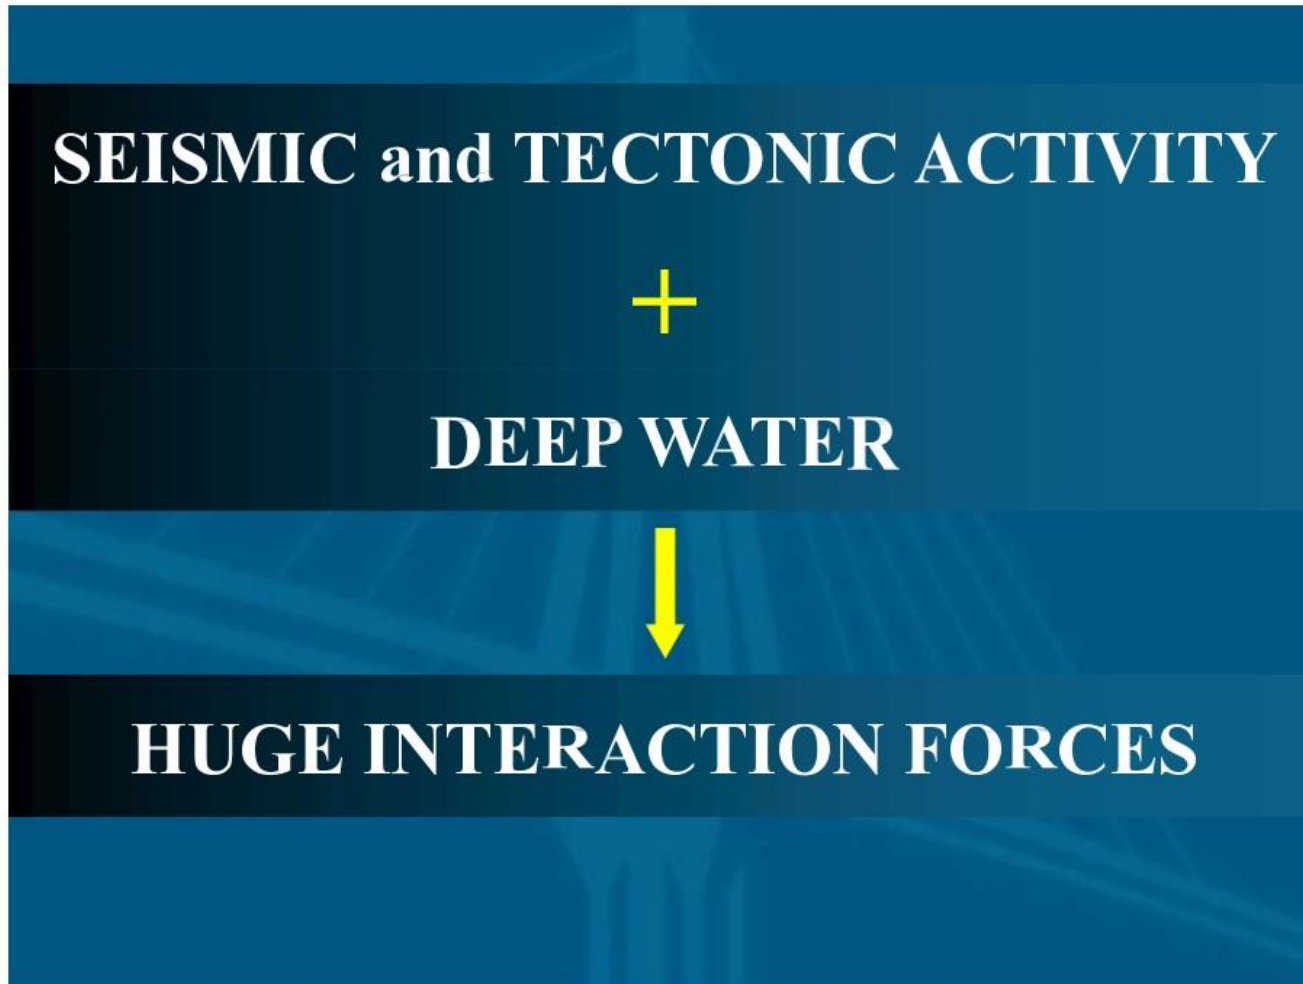 SEISMIC and TECTONIC ACTIVITY
+
DEEP WATER
HUGE INTERACTION FORCES